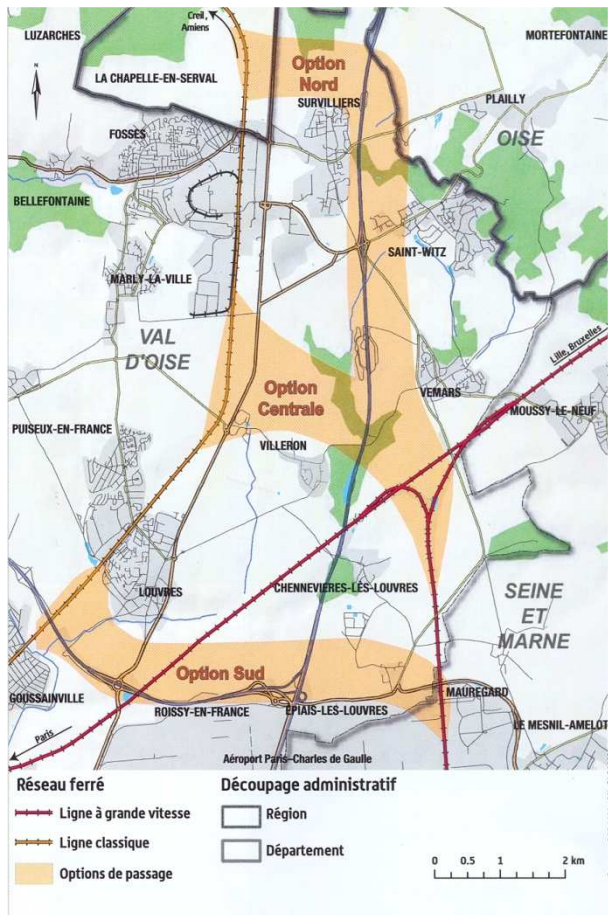 Creil,
Amiens
LUZARCHES
MORTEFONTAINE
Option
Nord
LA CHAPELLE-EN-SERVAL
N
SURVILLIERS
PLAILLY
FOSSES
OISE
BELLEFONTAINE
SAINT-WITZ
MARLY-LA-VILLE
VAL
D'OISE
Lille, Bruxelles
Option
Centrale
VEMARS
MOUSSY-LE-NEUF
PUISEUX-EN-FRANCE
VILLERON
CHENNEVIERES-LES-LOUVRES
LOUVRES
SEINE
ET
MARNE
Option Sud
GOUSSAINVILLE
MAUREGARD
ROISSY-EN-FRANCE
EPIAIS-LES-LOUVRES
LE MESNIL-AMELOT
Paris
Aéroport Paris-Charles de Gaulle
Réseau ferré
Ligne à grande vitesse
Ligne classique
Options de passage
Découpage administratif
Région
Département
0 0.5 1 2 km